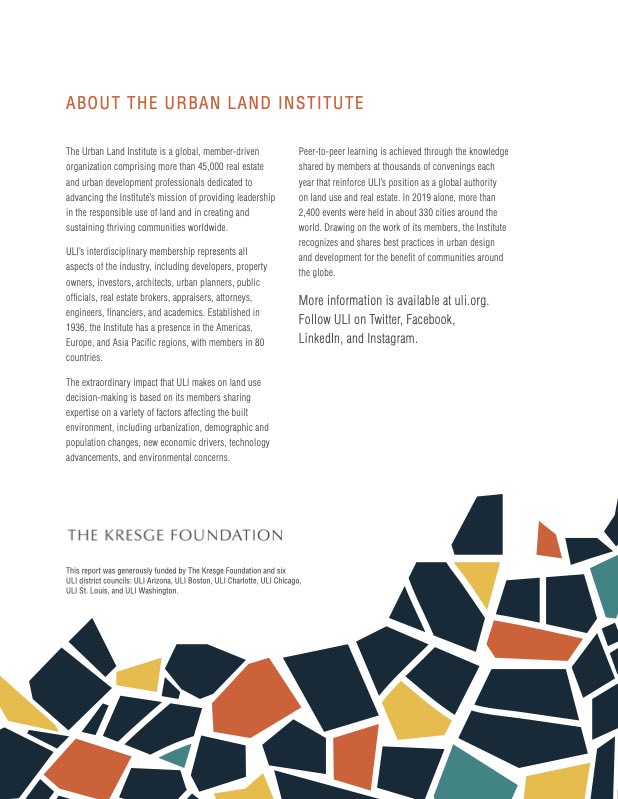 ABOUT THE URBAN LAND INSTITUTE
The Urban Land Institute is a global, member-driven
organization comprising more than 45,000 real estate
and urban development professionals dedicated to
advancing the Institute's mission of providing leadership
in the responsible use of land and in creating and
sustaining thriving communities worldwide.
ULI's interdisciplinary membership represents all
aspects of the industry, including developers, property
owners, investors, architects, urban planners, public
officials, real estate brokers, appraisers, attorneys,
engineers, financiers, and academics. Established in
1936, the Institute has a presence in the Americas,
Europe, and Asia Pacific regions, with members in 80
countries.
The extraordinary impact that ULI makes on land use
decision-making is based on its members sharing
expertise on a variety of factors affecting the built
environment, including urbanization, demographic and
population changes, new economic drivers, technology
advancements, and environmental concerns.
Peer-to-peer learning is achieved through the knowledge
shared by members at thousands of convenings each
year that reinforce ULI's position as a global authority
on land use and real estate. In 2019 alone, more than
2,400 events were held in about 330 cities around the
world. Drawing on the work of its members, the Institute
recognizes and shares best practices in urban design
and development for the benefit of communities around
the globe.
More information is available at uli.org.
Follow ULI on Twitter, Facebook,
LinkedIn, and Instagram.
THE KRESGE FOUNDATION
This report was generously funded by The Kresge Foundation and six
ULI district councils: ULI Arizona, ULI Boston, ULI Charlotte, ULI Chicago,
ULI St. Louis, and ULI Washington.